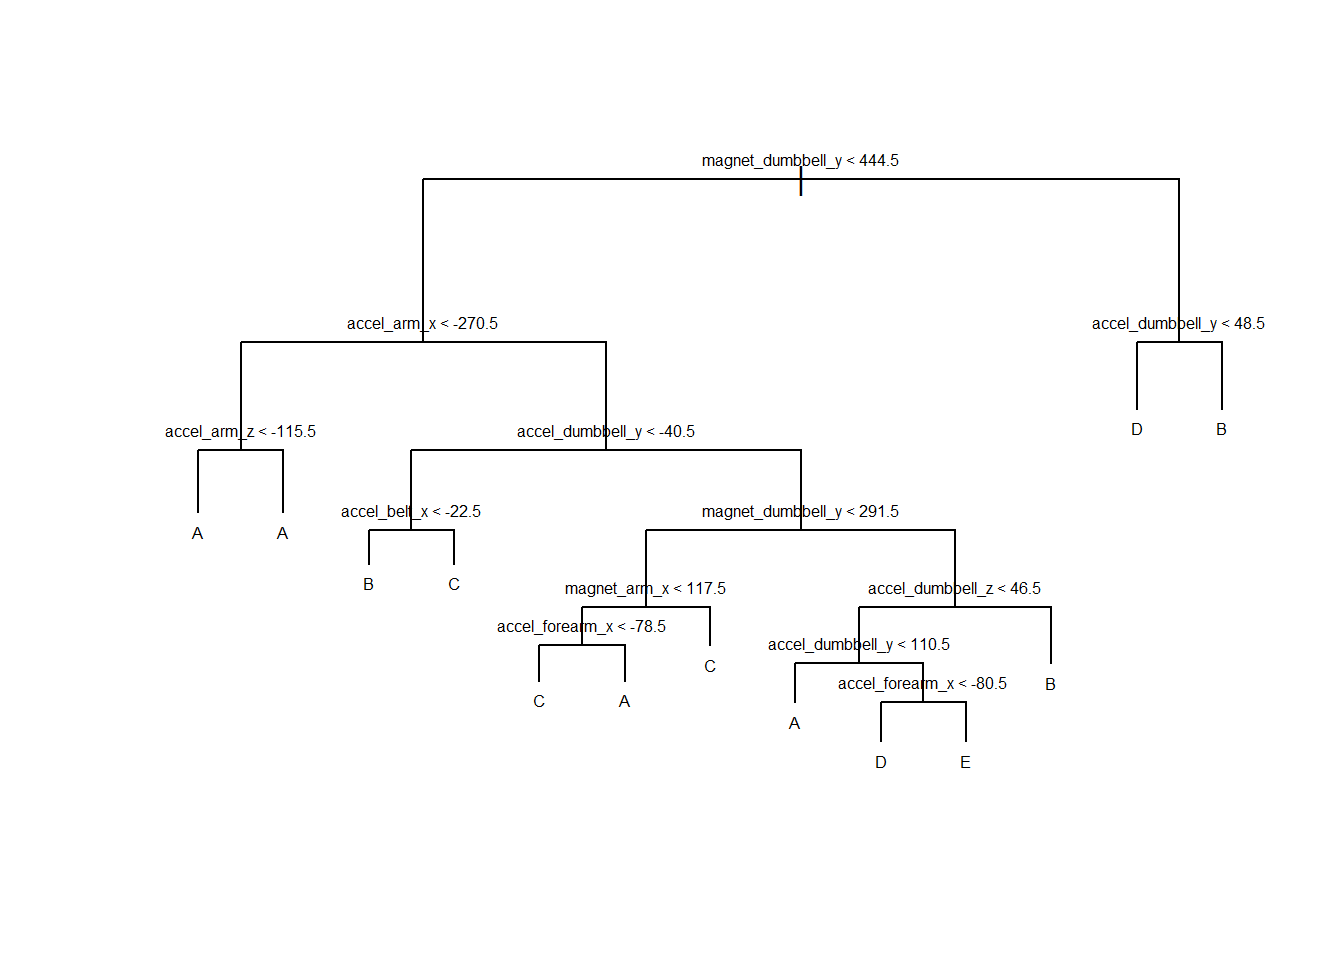 magnet_dumbbell_y < 444.5
accel_arm_x < -270.5
accel_dumbbell_y < 48.5
accel_arm_z < -115.5
accel_dumbbell_y < -40.5
D
B
accel_belt_x < -22.5
magnet_dumbbell_y < 291.5
A
A
B
C
magnet_arm_x < 117.5
accel_dumbbell_z < 46.5
accel_forearm_x < -78.5
accel_dumbbell_y < 110.5
C
accel_forearm_x < -80.5
B
C
A
A
D
E